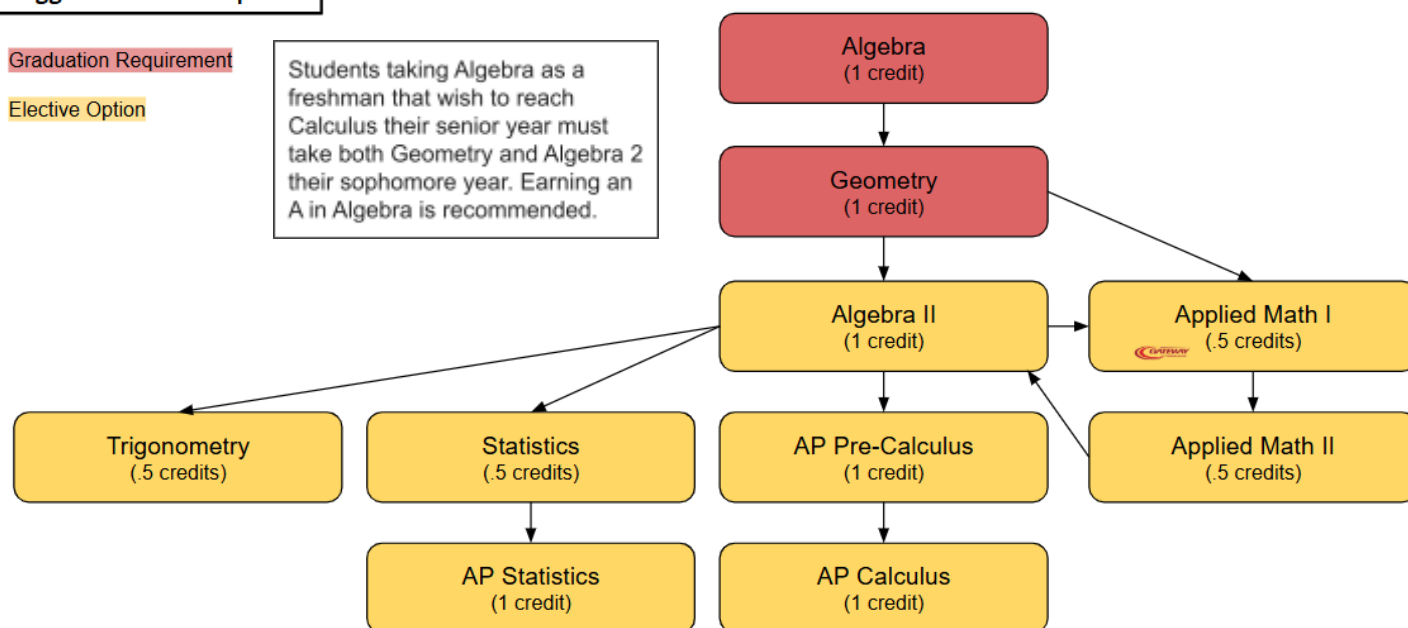 Graduation Requirement
Elective Option
Students taking Algebra as a
freshman that wish to reach
Calculus their senior year must
take both Geometry and Algebra 2
their sophomore year. Earning an
A in Algebra is recommended.
Algebra
(1 credit)
Geometry
(1 credit)
Algebra II
(1 credit)
Applied Math I
(.5 credits)
GATEWAY
Trigonometry
(.5 credits)
Statistics
(.5 credits)
AP Pre-Calculus
(1 credit)
Applied Math II
(.5 credits)
AP Statistics
(1 credit)
AP Calculus
(1 credit)